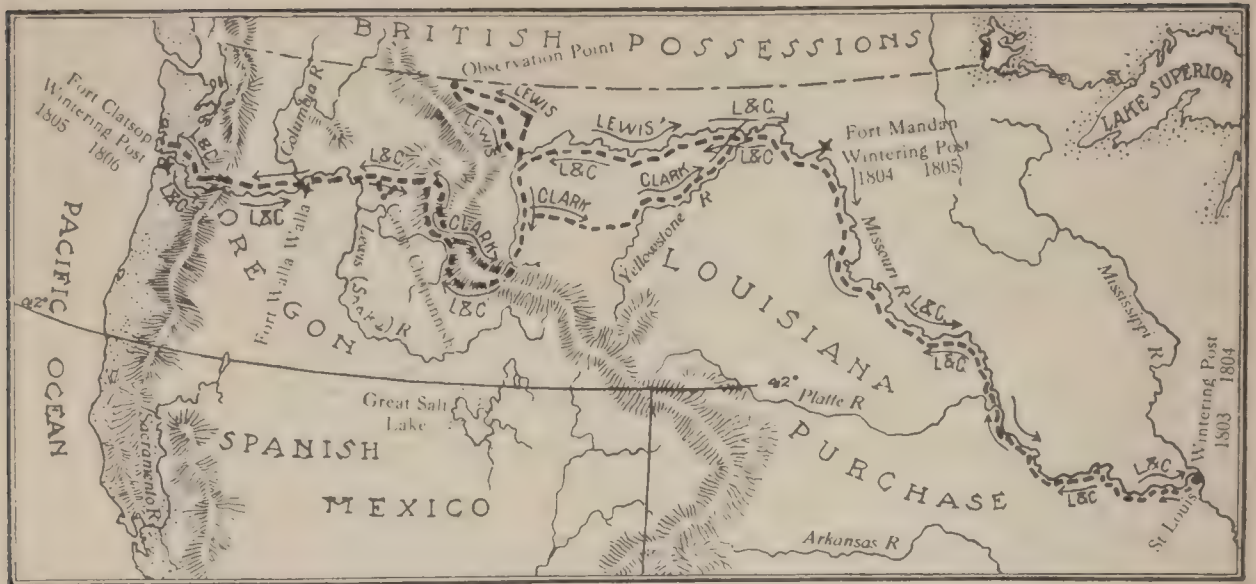 BRITISH POSSESSIONS
Observation Point
LAKE SUPERIOR
Fort Clatsop
Wintering Post
1805 1806
Columbia R
LEWIS
LEWIS
LEWIS
L&C
L&C
L&C
L&C
L&C
L&C
CLARK
CLARK
CLARK
Fort Mandan
Wintering Post
1804 1805
PACIFIC
OCEAN
OREGON
Fort Walla Walla
Lewis (Snake) R
L&C
Yellowstone R
LOUISIANA
PURCHASE
Missouri R
L&C
L&C
Mississippi R
42°
42°
Platte R
Great Salt
Lake
SPANISH
MEXICO
Sacramento R
Arkansas R
L&C
L&C
St Louis
Wintering Post
1803 1804